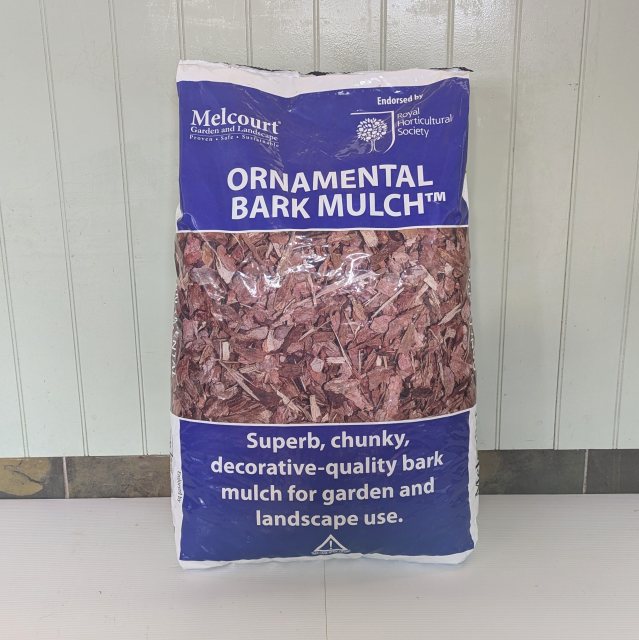 Melcourt®
Garden and Landscape
Proven • Safe • Sustainable
Endorsed by
Royal
Horticultural
Society
ORNAMENTAL
BARK MULCH™
Superb, chunky,
decorative-quality bark
mulch for garden and
landscape use.